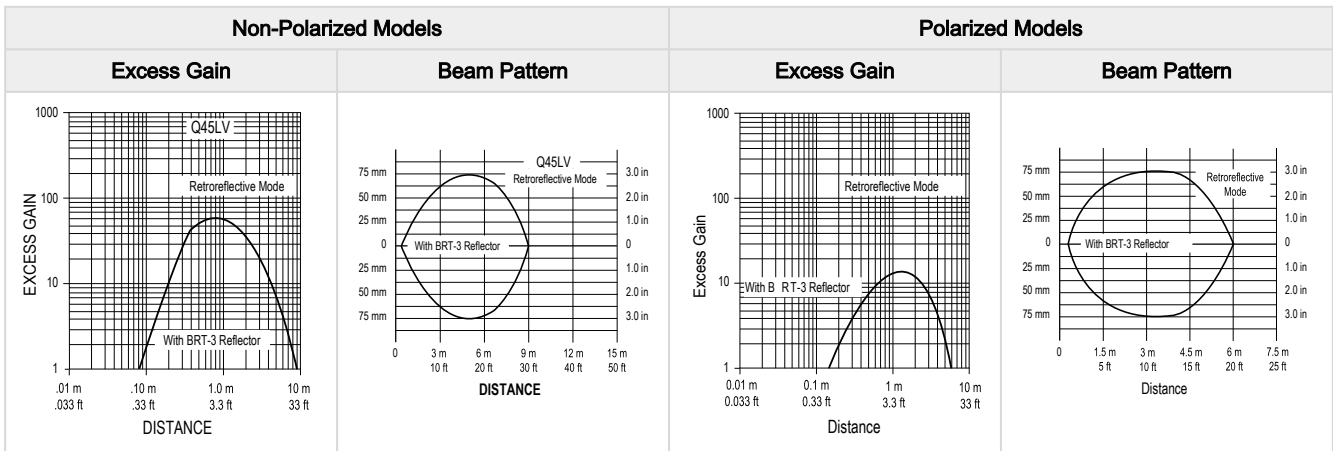 Non-Polarized Models
Polarized Models
Excess Gain
Beam Pattern
Excess Gain
Beam Pattern
1000
100
10
1
EXCESS GAIN
Q45LV
Retroreflective Mode
With BRT-3 Reflector
.01 m
.033 ft
.10 m
.33 ft
1.0 m
3.3 ft
10 m
33 ft
DISTANCE
75 mm
50 mm
25 mm
0
25 mm
50 mm
75 mm
Q45LV
Retroreflective Mode
With BRT-3 Reflector
3.0 in
2.0 in
1.0 in
0
1.0 in
2.0 in
3.0 in
0
3 m
10 ft
6 m
20 ft
9 m
30 ft
12 m
40 ft
15 m
50 ft
DISTANCE
1000
100
10
1
Excess Gain
Retroreflective Mode
With B RT-3 Reflector
0.01 m
0.033 ft
0.1 m
0.33 ft
1 m
3.3 ft
10 m
33 ft
Distance
75 mm
50 mm
25 mm
0
25 mm
50 mm
75 mm
Retroreflective
Mode
With BRT-3 Reflector
3.0 in
2.0 in
1.0 in
0
1.0 in
2.0 in
3.0 in
0
1.5 m
5 ft
3 m
10 ft
4.5 m
15 ft
6 m
20 ft
7.5 m
25 ft
Distance